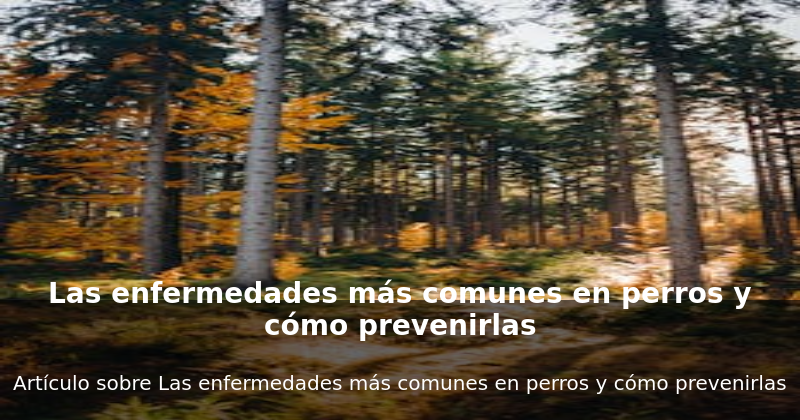 Las enfermedades más comunes en perros y
cómo prevenirlas
Artículo sobre Las enfermedades más comunes en perros y cómo prevenirlas